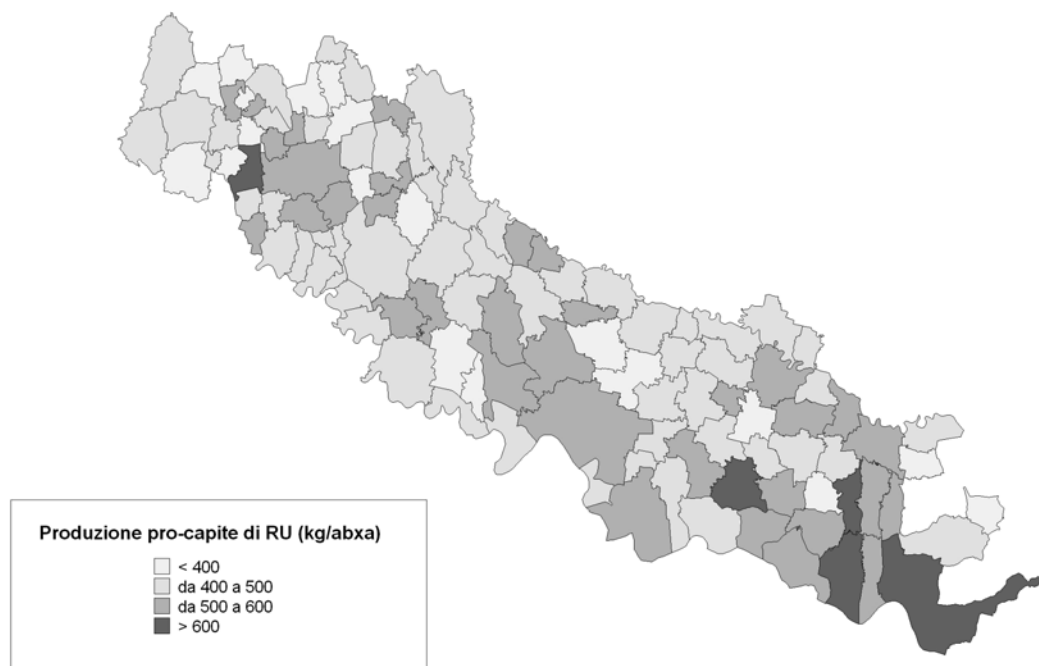 Produzione pro-capite di RU (kg/abxa)
< 400
da 400 a 500
da 500 a 600
> 600